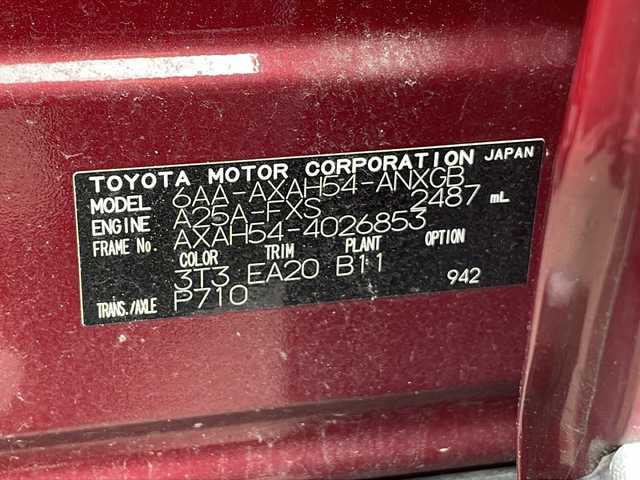 TOYOTA MOTOR CORPORATION JAPAN
MODEL 6AA-AXAH54-ANXGB
ENGINE A25A-FXS 2487 mL
FRAME No. AXAH54-4026853
COLOR TRIM PLANT OPTION
3T3 EA20 B11 942
TRANS./AXLE P710